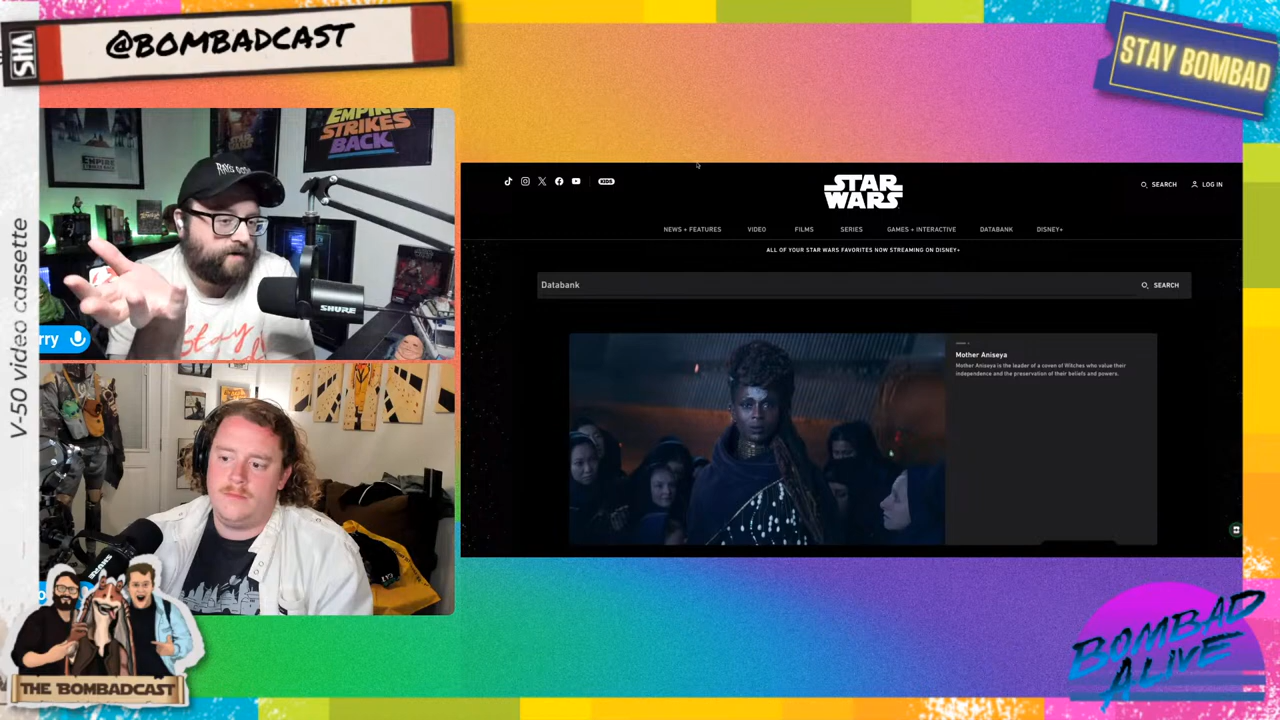 @BOMBADCAST
VHS
STAY BOMBAD
V-50 video cassette
EMPIRE
STRIKES
BACK
SHURE
rry
STAR
WARS
KIDS
SEARCH
LOG IN
NEWS + FEATURES
VIDEO
FILMS
SERIES
GAMES + INTERACTIVE
DATABANK
DISNEY+
ALL OF YOUR STAR WARS FAVORITES NOW STREAMING ON DISNEY+
Databank
SEARCH
Mother Aniseya
Mother Aniseya is the leader of a coven of Witches who value their
independence and the preservation of their beliefs and powers.
SHURE
THE BOMBADCAST
BOMBAD
ALIVE